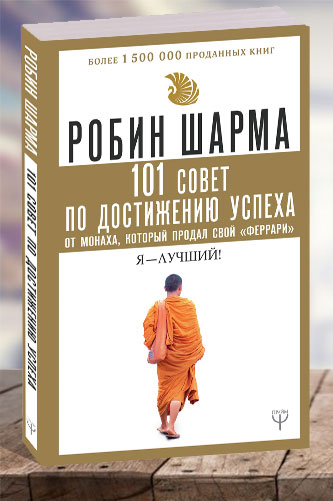 БОЛЕЕ 1 500 000 ПРОДАННЫХ КНИГ
РОБИН ШАРМА
101 СОВЕТ
ПО ДОСТИЖЕНИЮ УСПЕХА
ОТ МОНАХА, КОТОРЫЙ ПРОДАЛ СВОЙ «ФЕРРАРИ»
Я—ЛУЧШИЙ!
ПРАЙМ
РОБИН ШАРМА
101 СОВЕТ ПО ДОСТИЖЕНИЮ УСПЕХА